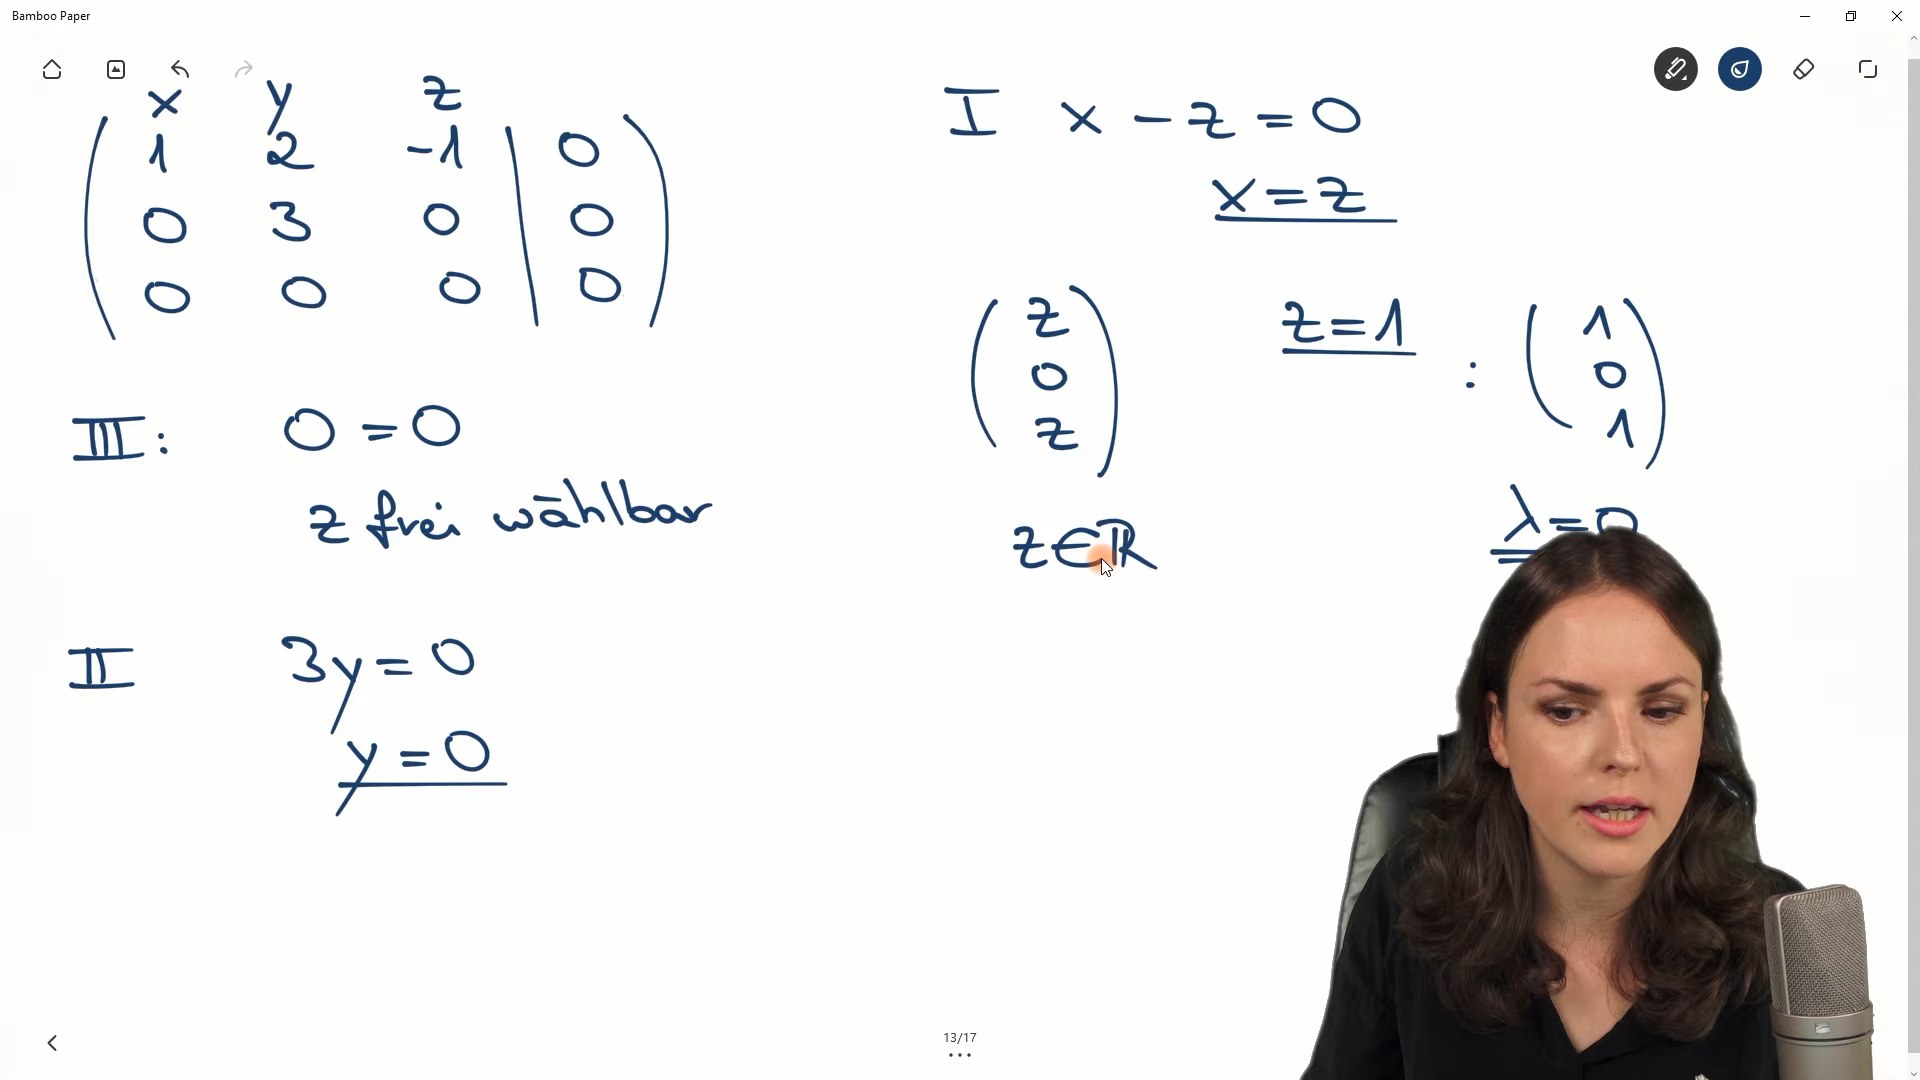 Bamboo Paper
x y z
1 2 -1 | 0
0 3 0 | 0
0 0 0 | 0
III: 0 = 0
z frei wählbar
II 3y = 0
y = 0
I x - z = 0
x = z
z
0
z
z = 1 :
1
0
1
z ∈ ℝ
λ = 0
13/17